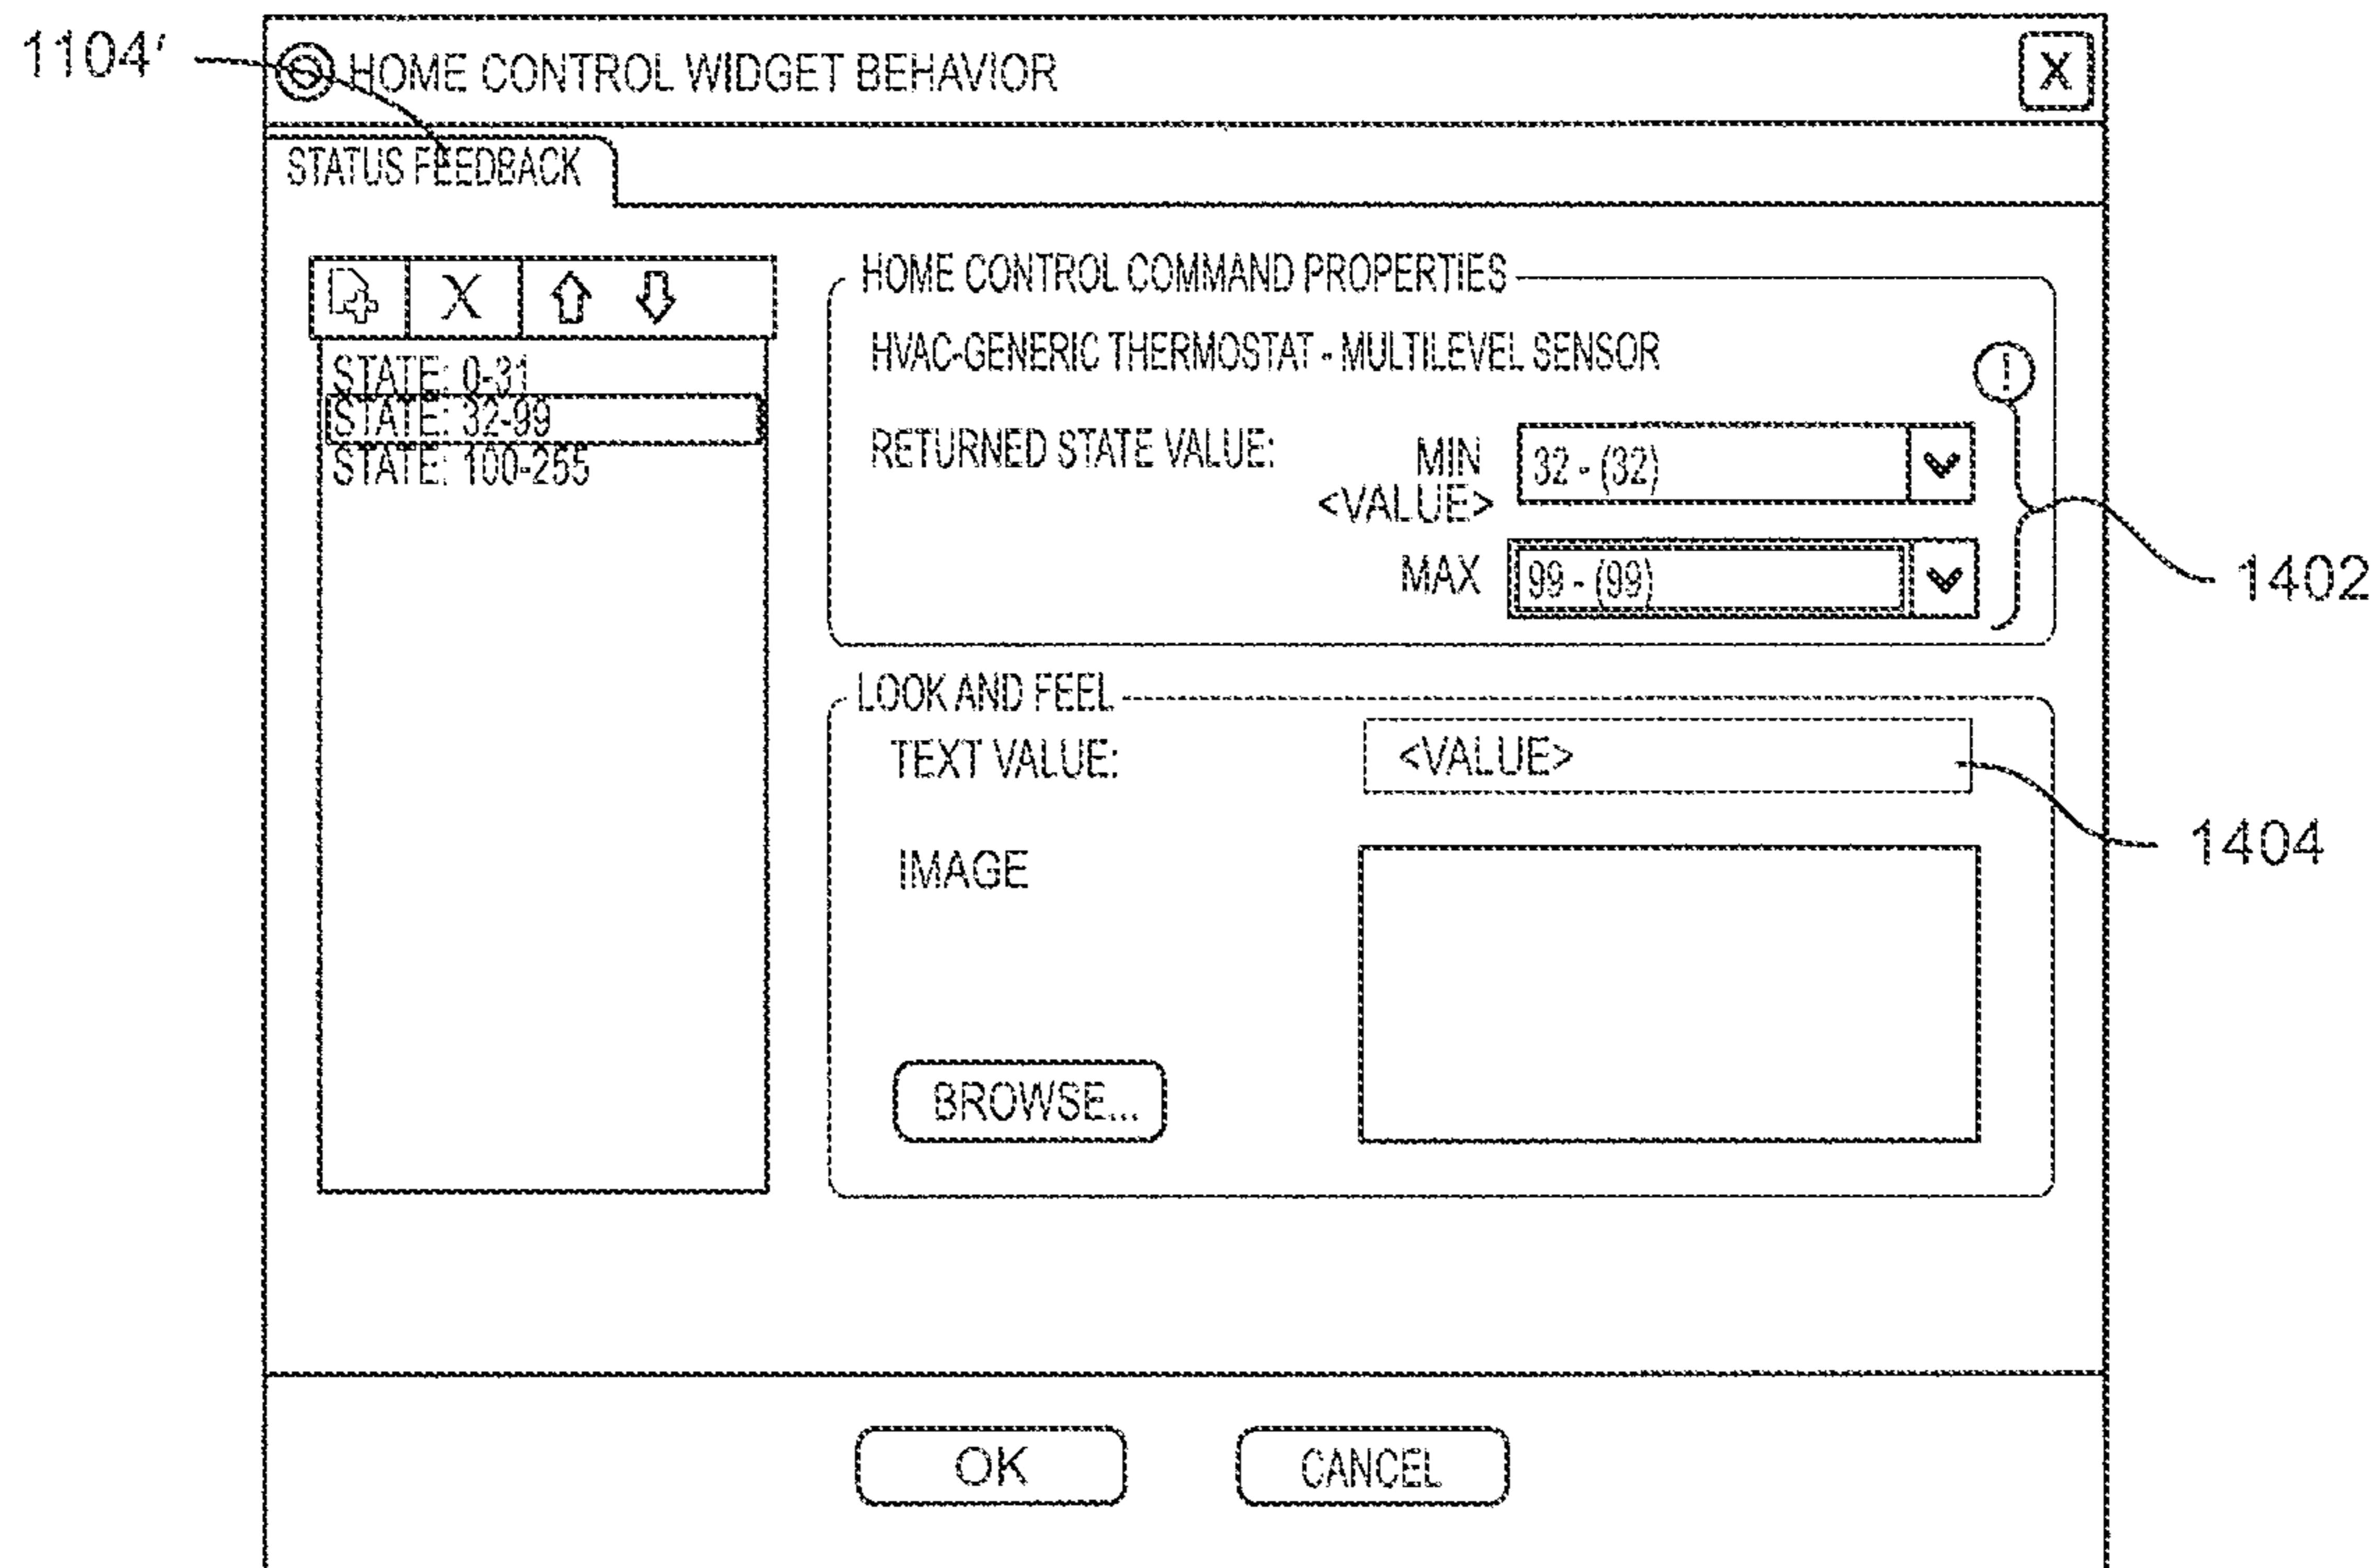 1104'
HOME CONTROL WIDGET BEHAVIOR
X
STATUS FEEDBACK
X
STATE: 0-31
STATE: 32-99
STATE: 100-255
HOME CONTROL COMMAND PROPERTIES
HVAC-GENERIC THERMOSTAT - MULTILEVEL SENSOR
!
RETURNED STATE VALUE:
MIN
<VALUE>
32 - (32)
MAX
99 - (99)
1402
LOOK AND FEEL
TEXT VALUE:
<VALUE>
1404
IMAGE
BROWSE...
OK
CANCEL